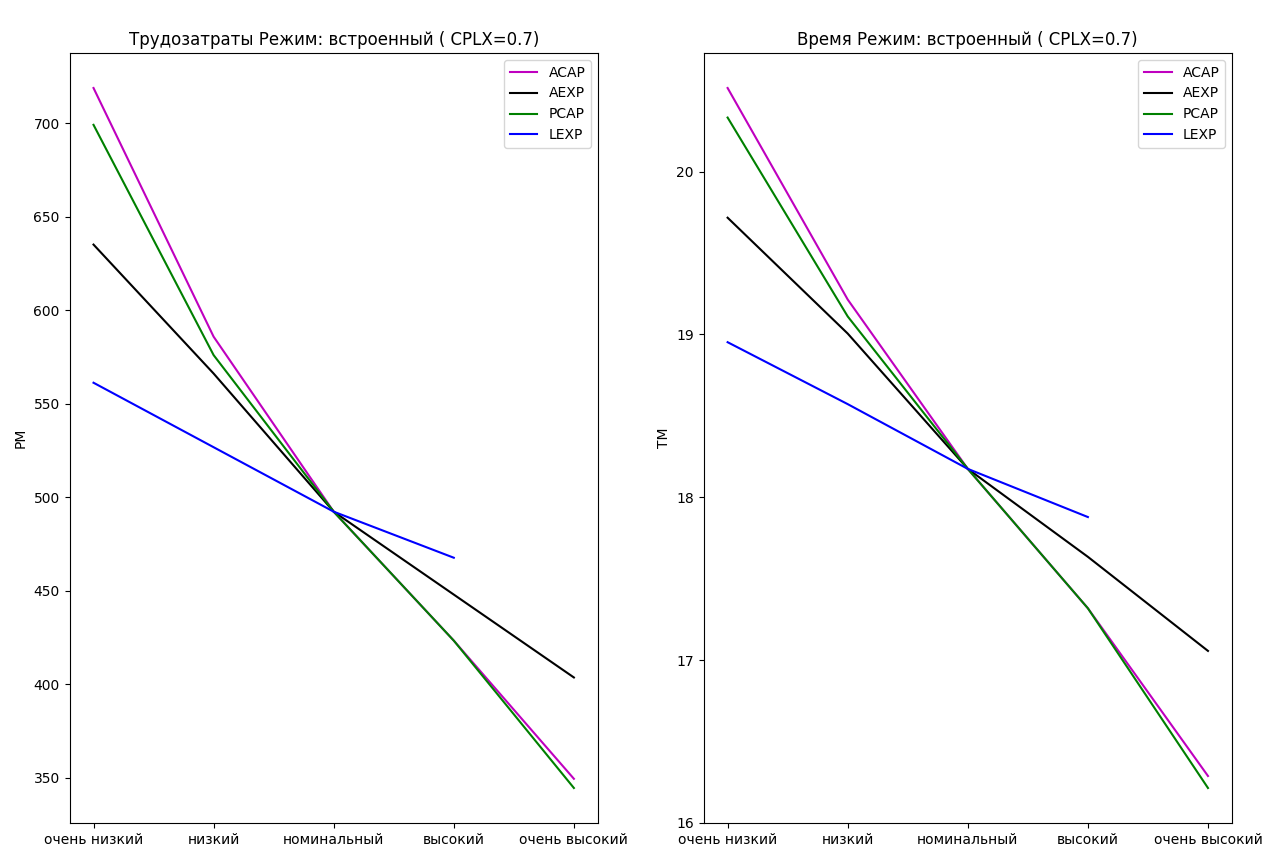 Трудозатраты Режим: встроенный ( CPLX=0.7)
ACAP
AEXP
PCAP
LEXP
700
650
600
550
500
450
400
350
PM
очень низкий
низкий
номинальный
высокий
очень высокий
Время Режим: встроенный ( CPLX=0.7)
ACAP
AEXP
PCAP
LEXP
20
19
18
17
16
TM
очень низкий
низкий
номинальный
высокий
очень высокий